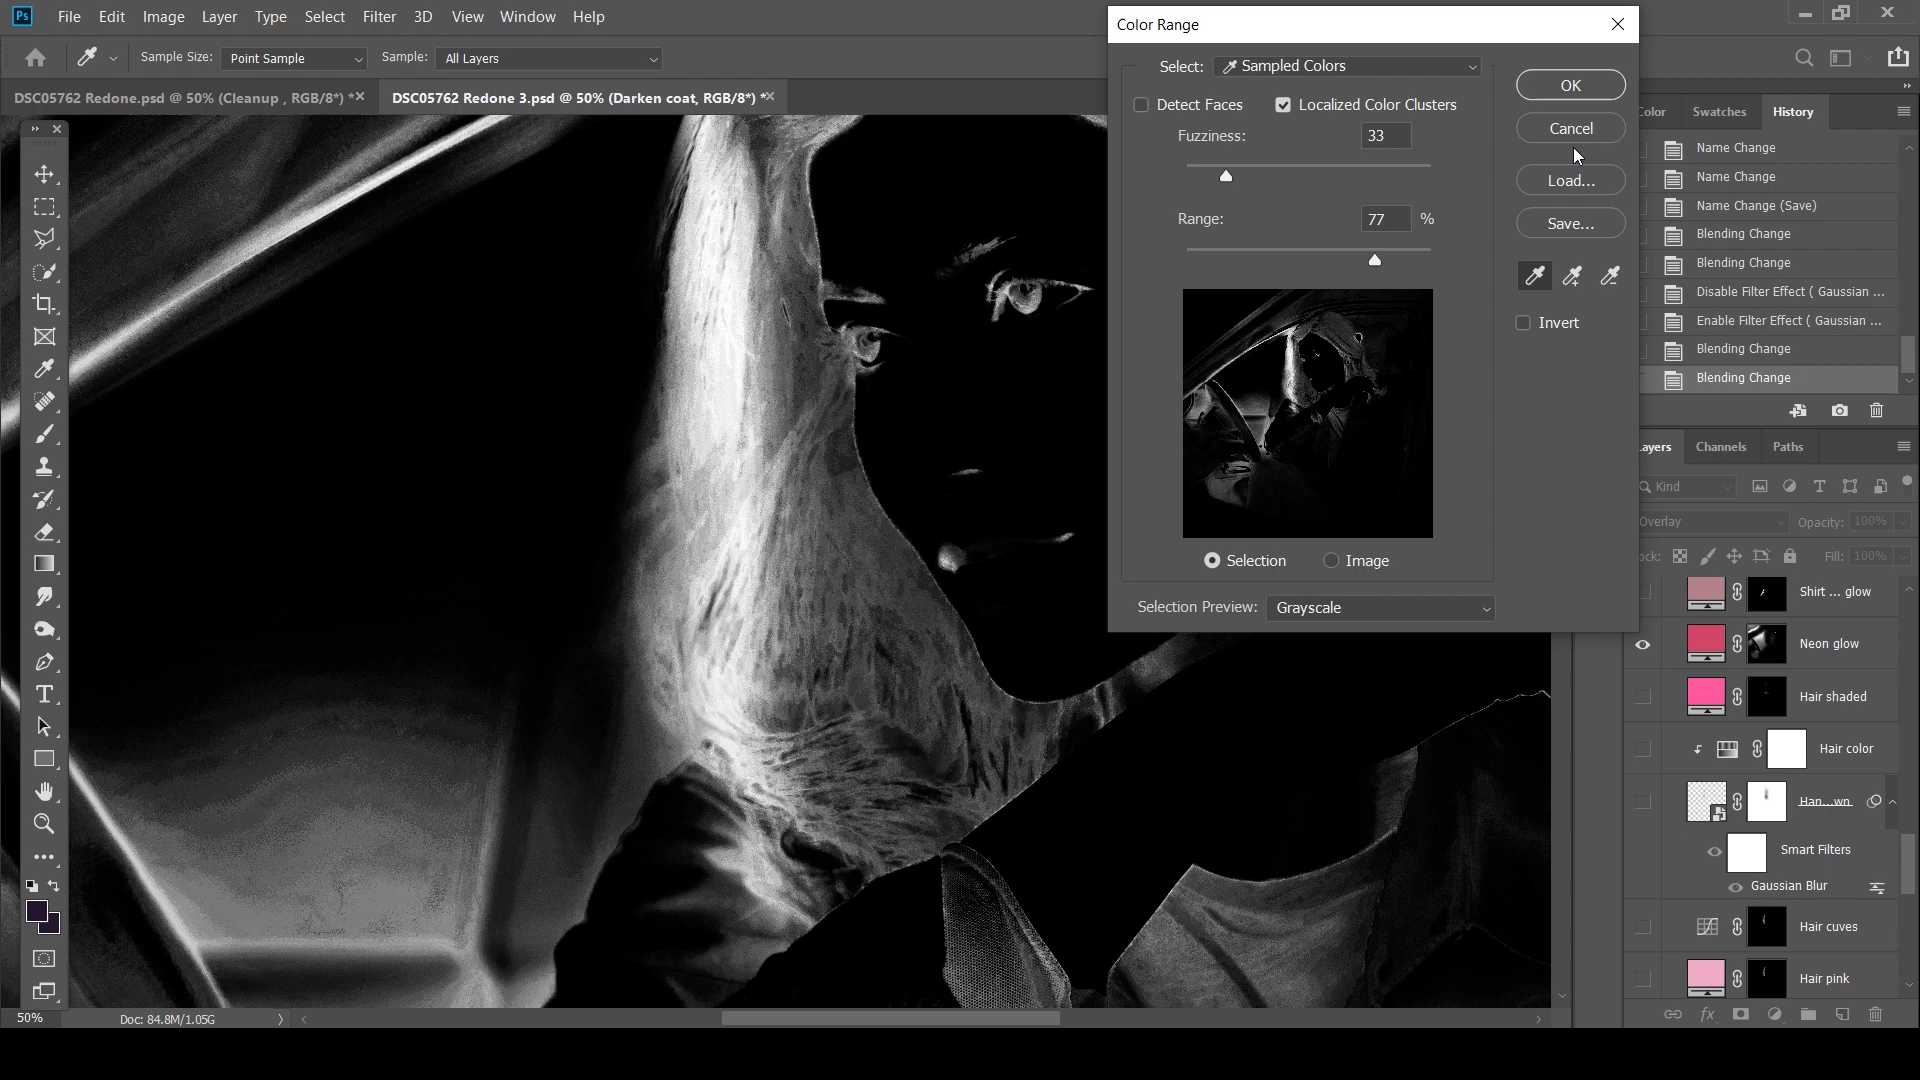 Ps File Edit Image Layer Type Select Filter 3D View Window Help
Sample Size: Point Sample Sample: All Layers
DSC05762 Redone.psd @ 50% (Cleanup , RGB/8*) * DSC05762 Redone 3.psd @ 50% (Darken coat, RGB/8*) *
Color Range
Select: Sampled Colors
Detect Faces Localized Color Clusters
Fuzziness: 33
Range: 77 %
OK
Cancel
Load...
Save...
Invert
Selection Image
Selection Preview: Grayscale
Color Swatches History
Name Change
Name Change
Name Change (Save)
Blending Change
Blending Change
Disable Filter Effect ( Gaussian ...
Enable Filter Effect ( Gaussian ...
Blending Change
Blending Change
Layers Channels Paths
Kind
Overlay Opacity: 100%
ock: Fill: 100%
Shirt ... glow
Neon glow
Hair shaded
Hair color
Han...wn
Smart Filters
Gaussian Blur
Hair cuves
Hair pink
fx
50% Doc: 84.8M/1.05G